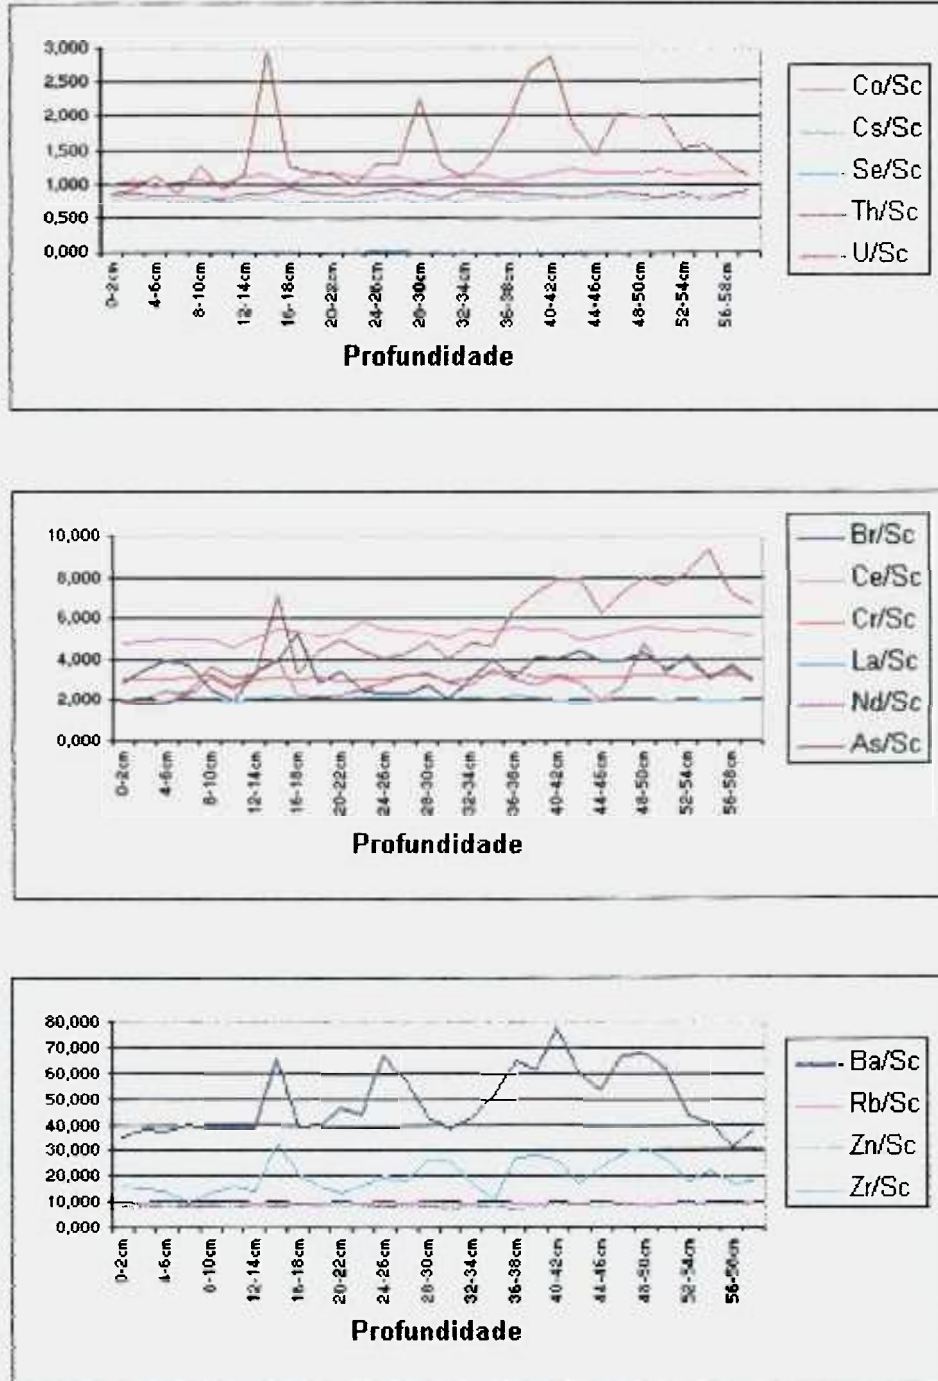 3,000
2,500
2,000
1,500
1,000
0,500
0,000
0-2cm
4-6cm
8-10cm
12-14cm
16-18cm
20-22cm
24-26cm
28-30cm
32-34cm
36-38cm
40-42cm
44-46cm
48-50cm
52-54cm
56-58cm
Profundidade
Co/Sc
Cs/Sc
Se/Sc
Th/Sc
U/Sc
10,000
8,000
6,000
4,000
2,000
0,000
0-2cm
4-6cm
8-10cm
12-14cm
16-18cm
20-22cm
24-26cm
28-30cm
32-34cm
36-38cm
40-42cm
44-46cm
48-50cm
52-54cm
56-58cm
Profundidade
Br/Sc
Ce/Sc
Cr/Sc
La/Sc
Nd/Sc
As/Sc
80,000
70,000
60,000
50,000
40,000
30,000
20,000
10,000
0,000
0-2cm
4-6cm
8-10cm
12-14cm
16-18cm
20-22cm
24-26cm
28-30cm
32-34cm
36-38cm
40-42cm
44-46cm
48-50cm
52-54cm
56-58cm
Profundidade
Ba/Sc
Rb/Sc
Zn/Sc
Zr/Sc